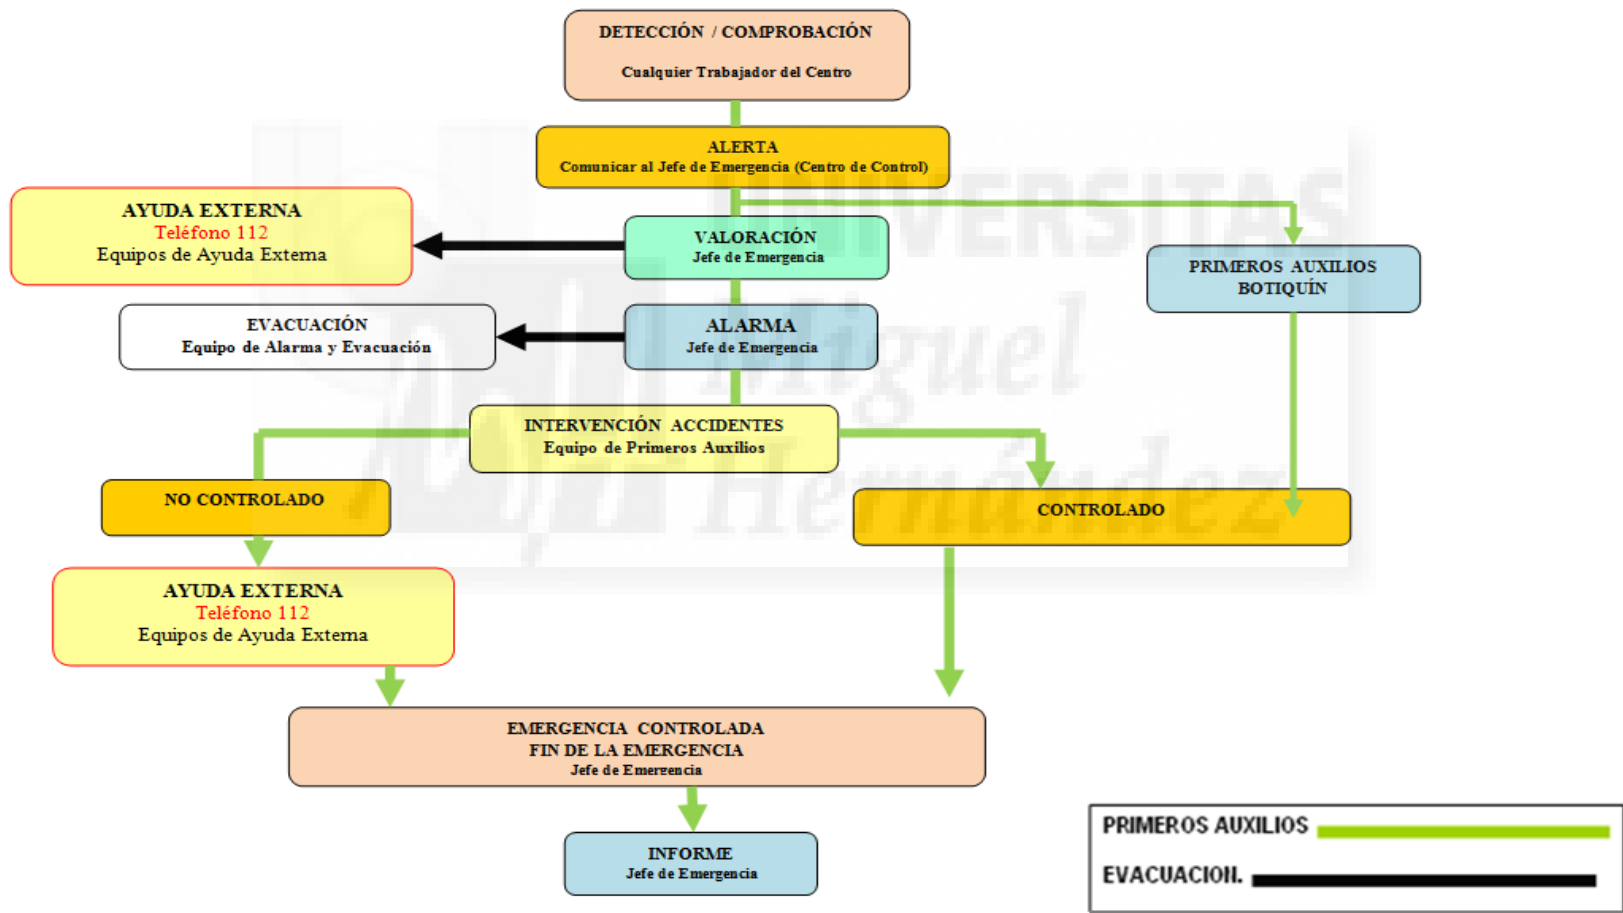 DETECCIÓN / COMPROBACIÓN
Cualquier Trabajador del Centro
ALERTA
Comunicar al Jefe de Emergencia (Centro de Control)
AYUDA EXTERNA
Teléfono 112
Equipos de Ayuda Externa
VALORACIÓN
Jefe de Emergencia
PRIMEROS AUXILIOS
BOTIQUÍN
EVACUACIÓN
Equipo de Alarma y Evacuación
ALARMA
Jefe de Emergencia
INTERVENCIÓN ACCIDENTES
Equipo de Primeros Auxilios
NO CONTROLADO
CONTROLADO
AYUDA EXTERNA
Teléfono 112
Equipos de Ayuda Externa
EMERGENCIA CONTROLADA
FIN DE LA EMERGENCIA
Jefe de Emergencia
INFORME
Jefe de Emergencia
PRIMEROS AUXILIOS
EVACUACION.
UNIVERSITAS
Miguel
Hernández